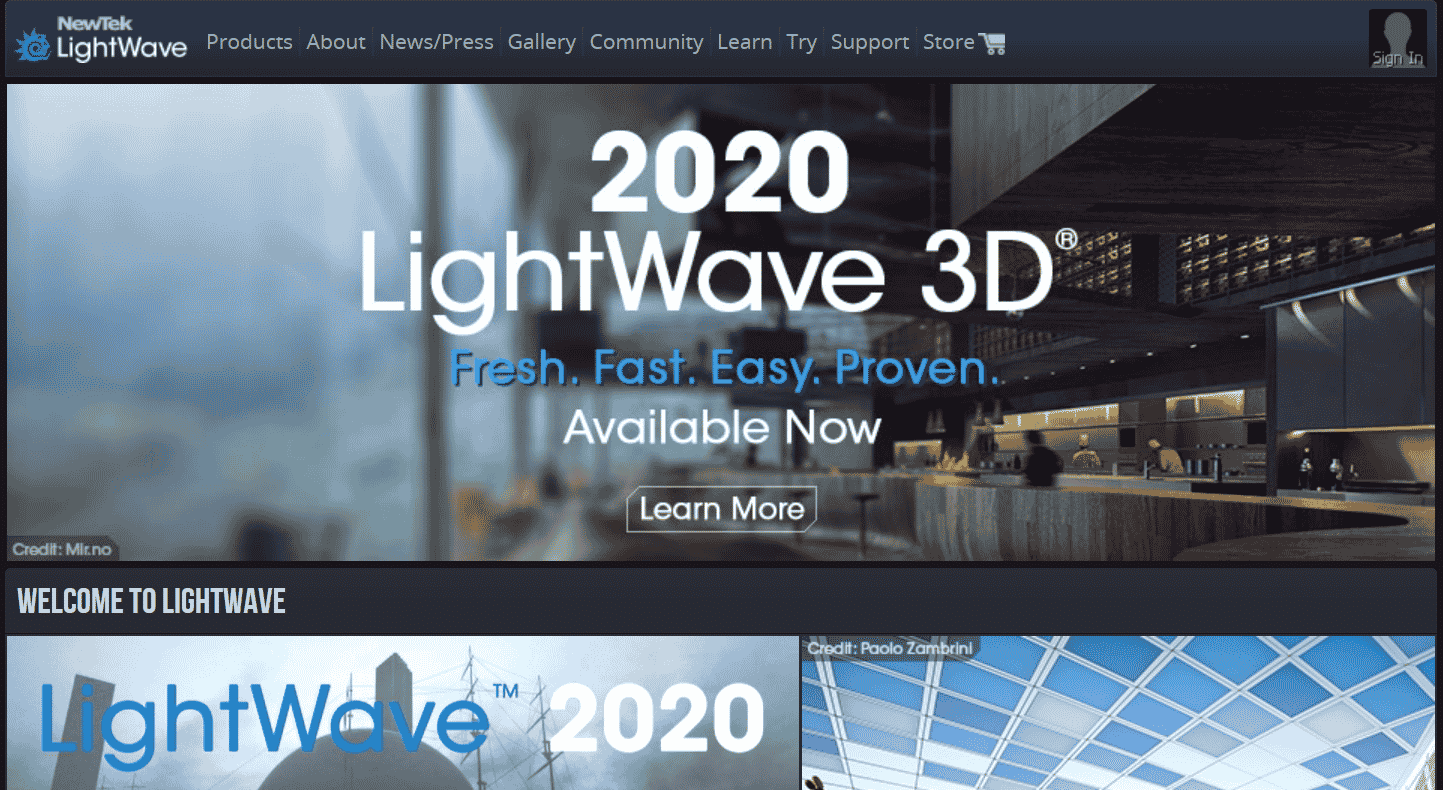 NewTek
LightWave
Products About News/Press Gallery Community Learn Try Support Store
Sign In
2020
LightWave 3D®
Fresh. Fast. Easy. Proven.
Available Now
Learn More
Credit: Mir.no
WELCOME TO LIGHTWAVE
LightWave™ 2020
Credit: Paolo Zambrini